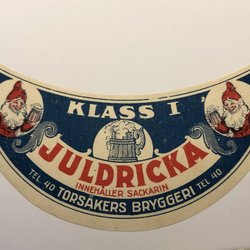 KLASS I
JULDRICKA
INNEHÅLLER SACKARIN
TEL. 40 TORSÅKERS BRYGGERI TEL 40